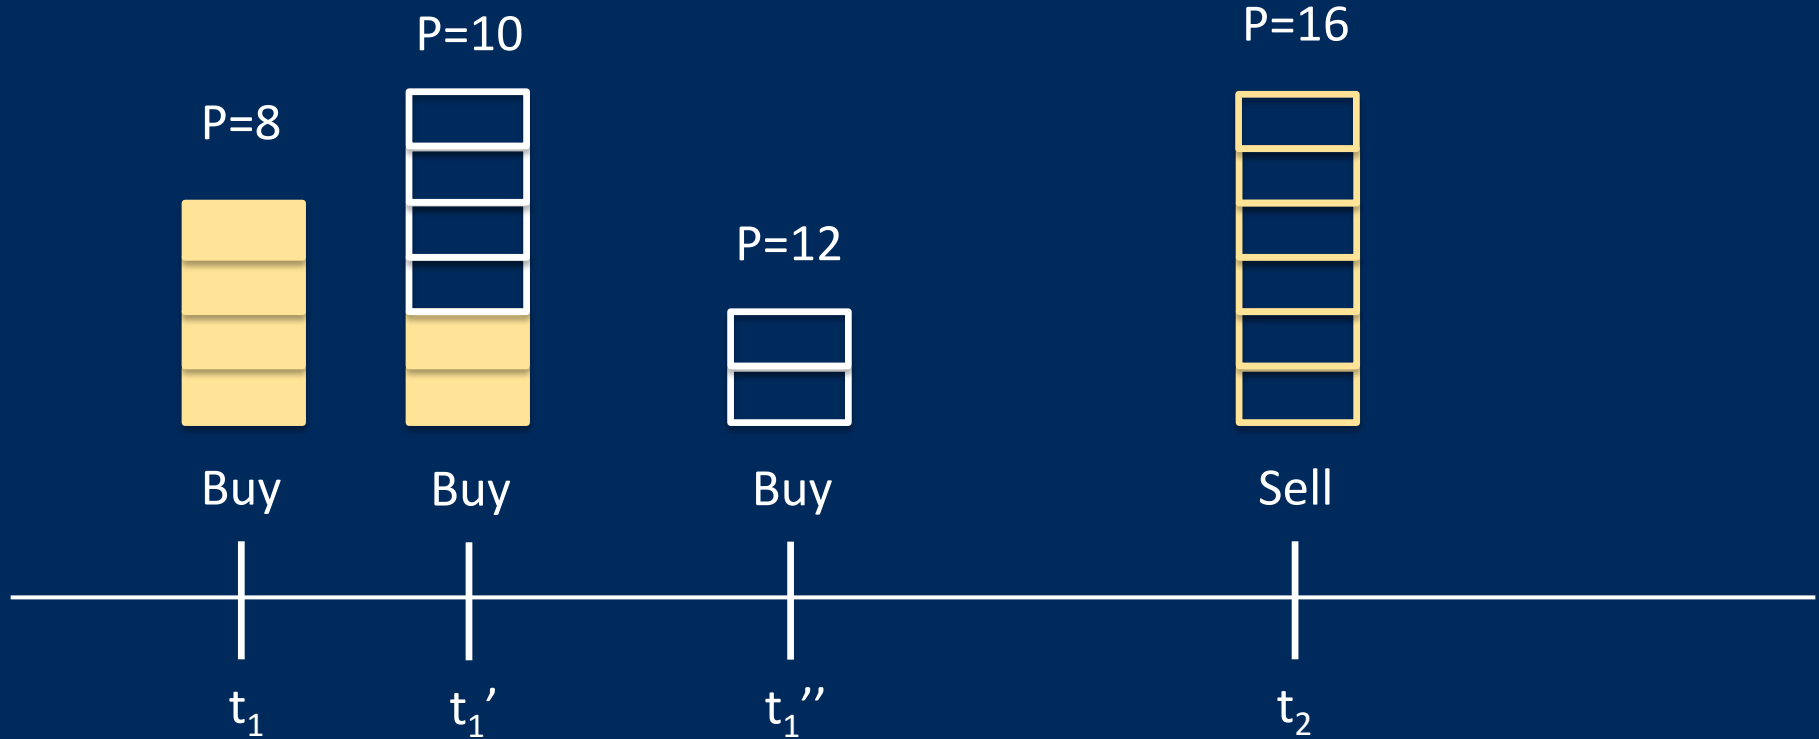 P=8
P=10
P=12
P=16
Buy
Buy
Buy
Sell
t₁
t₁’
t₁’’
t₂